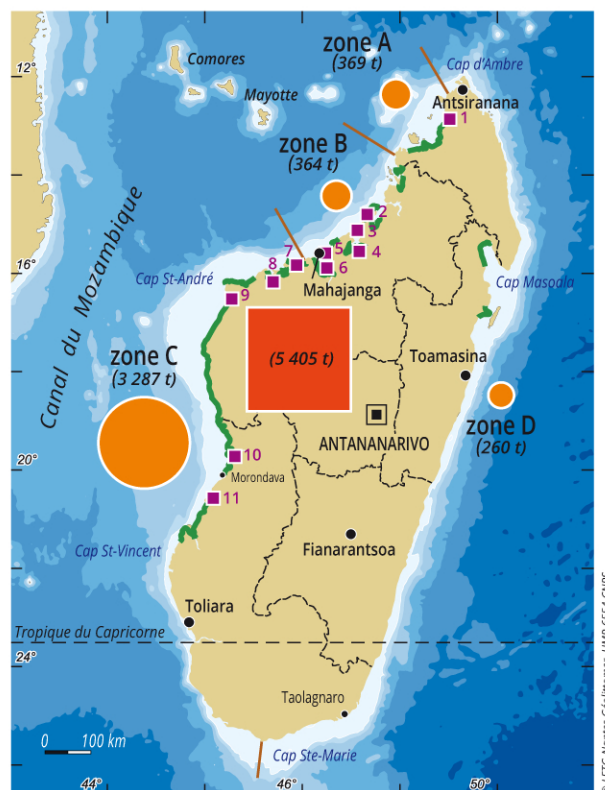 zone A
(369 t)
Cap d'Ambre
12°
Comores
Mayotte
Antsiranana
1
zone B
(364 t)
Canal du Mozambique
2
3
4
5
6
7
8
9
16°
Cap St-André
Mahajanga
Cap Masoala
zone C
(3 287 t)
(5 405 t)
Toamasina
zone D
(260 t)
ANTANANARIVO
20°
10
Morondava
11
Cap St-Vincent
Fianarantsoa
Toliara
Tropique du Capricorne
24°
Taolagnaro
0 100 km
Cap Ste-Marie
44°
46°
50°